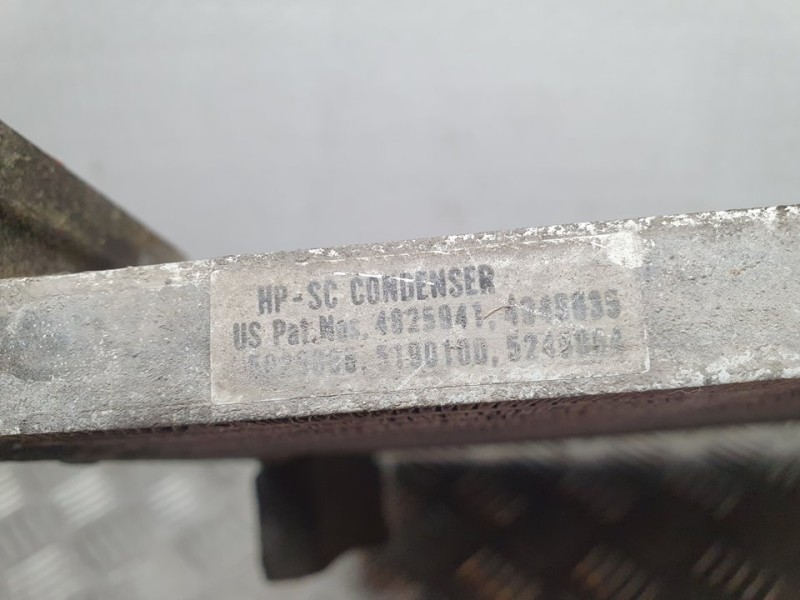 HP-SC CONDENSER
US Pat. Nos. 4825941,
5190100,